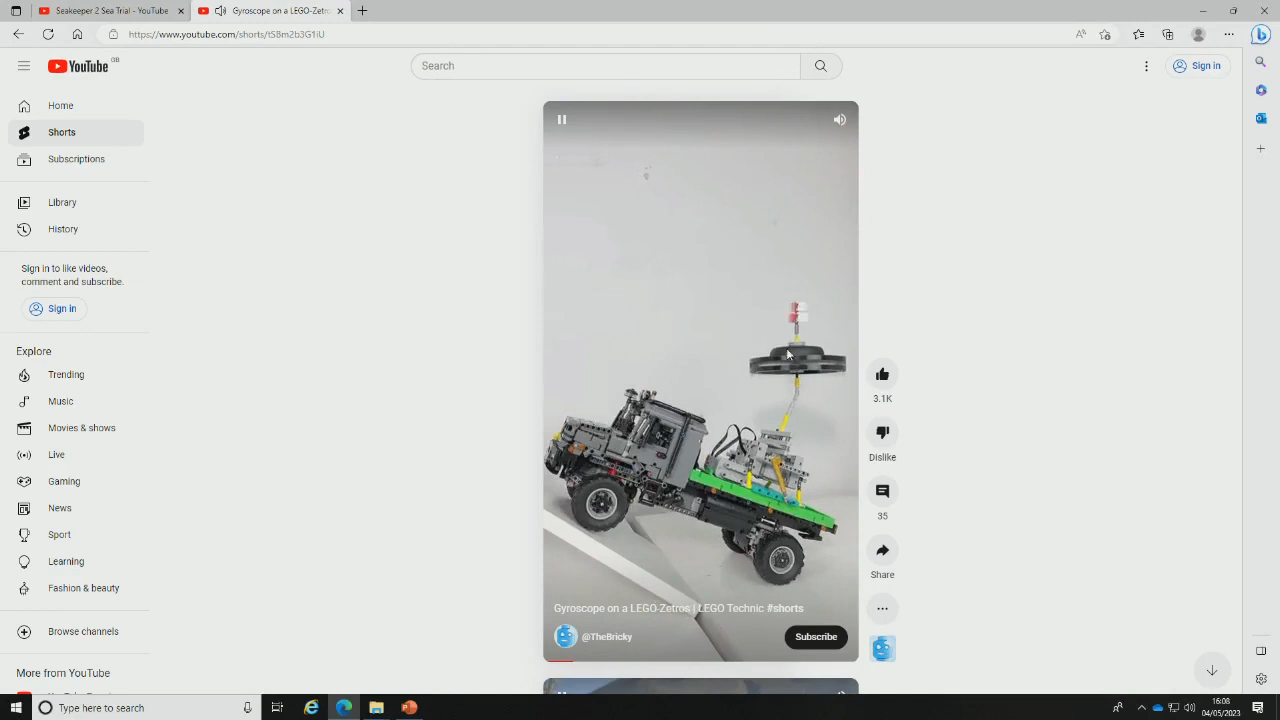 Seakeeper 2 Sea Trial - YouTube
Gyroscope on a LEGO-Zetro
https://www.youtube.com/shorts/tSBm2b3G1iU
YouTube GB
Search
Sign in
Home
Shorts
Subscriptions
Library
History
Sign in to like videos,
comment and subscribe.
Sign in
Explore
Trending
Music
Movies & shows
Live
Gaming
News
Sport
Learning
Fashion & beauty
Browse channels
More from YouTube
3.1K
Dislike
35
Share
Gyroscope on a LEGO-Zetros | LEGO Technic #shorts
@TheBricky
Subscribe
Type here to search
16:08
04/05/2023